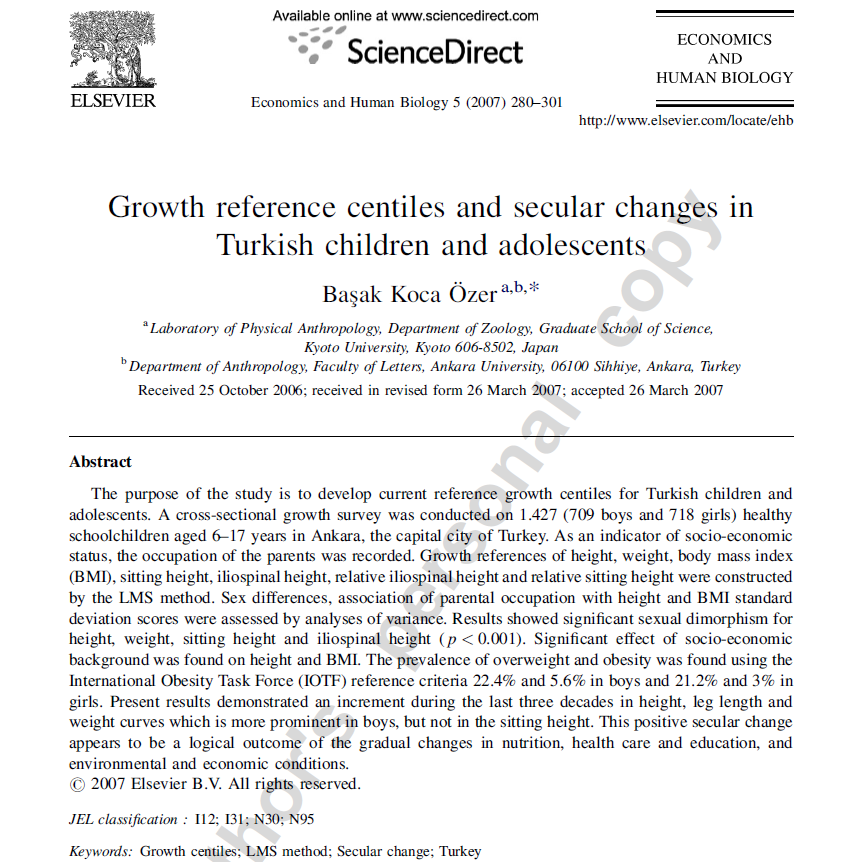 Available online at www.sciencedirect.com
ScienceDirect
ELSEVIER
Economics and Human Biology 5 (2007) 280–301
ECONOMICS
AND
HUMAN BIOLOGY
http://www.elsevier.com/locate/ehb
Growth reference centiles and secular changes in
Turkish children and adolescents
Başak Koca Özer a,b,*
a Laboratory of Physical Anthropology, Department of Zoology, Graduate School of Science,
Kyoto University, Kyoto 606-8502, Japan
b Department of Anthropology, Faculty of Letters, Ankara University, 06100 Sihhiye, Ankara, Turkey
Received 25 October 2006; received in revised form 26 March 2007; accepted 26 March 2007
Abstract
The purpose of the study is to develop current reference growth centiles for Turkish children and
adolescents. A cross-sectional growth survey was conducted on 1.427 (709 boys and 718 girls) healthy
schoolchildren aged 6–17 years in Ankara, the capital city of Turkey. As an indicator of socio-economic
status, the occupation of the parents was recorded. Growth references of height, weight, body mass index
(BMI), sitting height, iliospinal height, relative iliospinal height and relative sitting height were constructed
by the LMS method. Sex differences, association of parental occupation with height and BMI standard
deviation scores were assessed by analyses of variance. Results showed significant sexual dimorphism for
height, weight, sitting height and iliospinal height (p < 0.001). Significant effect of socio-economic
background was found on height and BMI. The prevalence of overweight and obesity was found using the
International Obesity Task Force (IOTF) reference criteria 22.4% and 5.6% in boys and 21.2% and 3% in
girls. Present results demonstrated an increment during the last three decades in height, leg length and
weight curves which is more prominent in boys, but not in the sitting height. This positive secular change
appears to be a logical outcome of the gradual changes in nutrition, health care and education, and
environmental and economic conditions.
© 2007 Elsevier B.V. All rights reserved.
JEL classification : I12; I31; N30; N95
Keywords: Growth centiles; LMS method; Secular change; Turkey
thor's personal copy